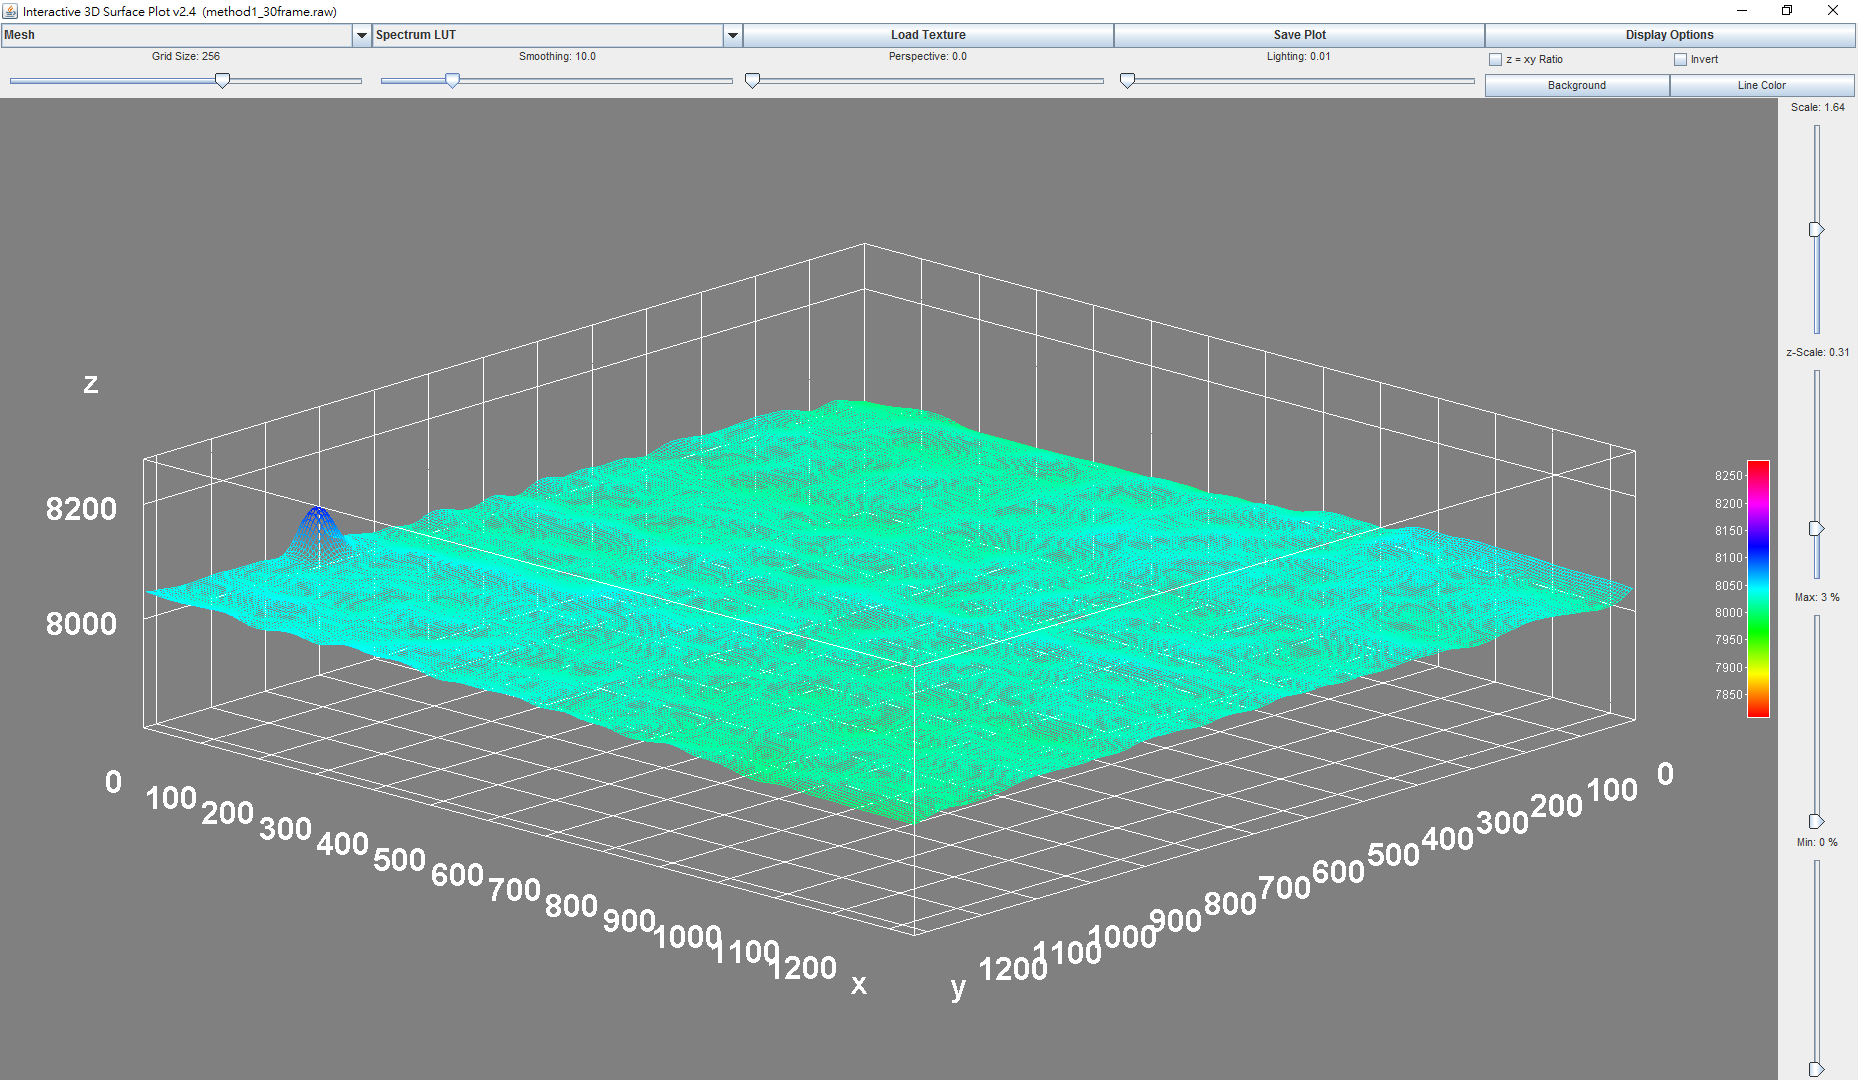 Interactive 3D Surface Plot v2.4 (method1_30frame.raw)
Mesh
Spectrum LUT
Load Texture
Save Plot
Display Options
Grid Size: 256
Smoothing: 10.0
Perspective: 0.0
Lighting: 0.01
z = xy Ratio
Invert
Background
Line Color
Scale: 1.64
z-Scale: 0.31
Max: 3 %
Min: 0 %
z
8200
8000
0
100
200
300
400
500
600
700
800
900
1000
1100
1200
x
y
1200
1100
1000
900
800
700
600
500
400
300
200
100
0
8250
8200
8150
8100
8050
8000
7950
7900
7850